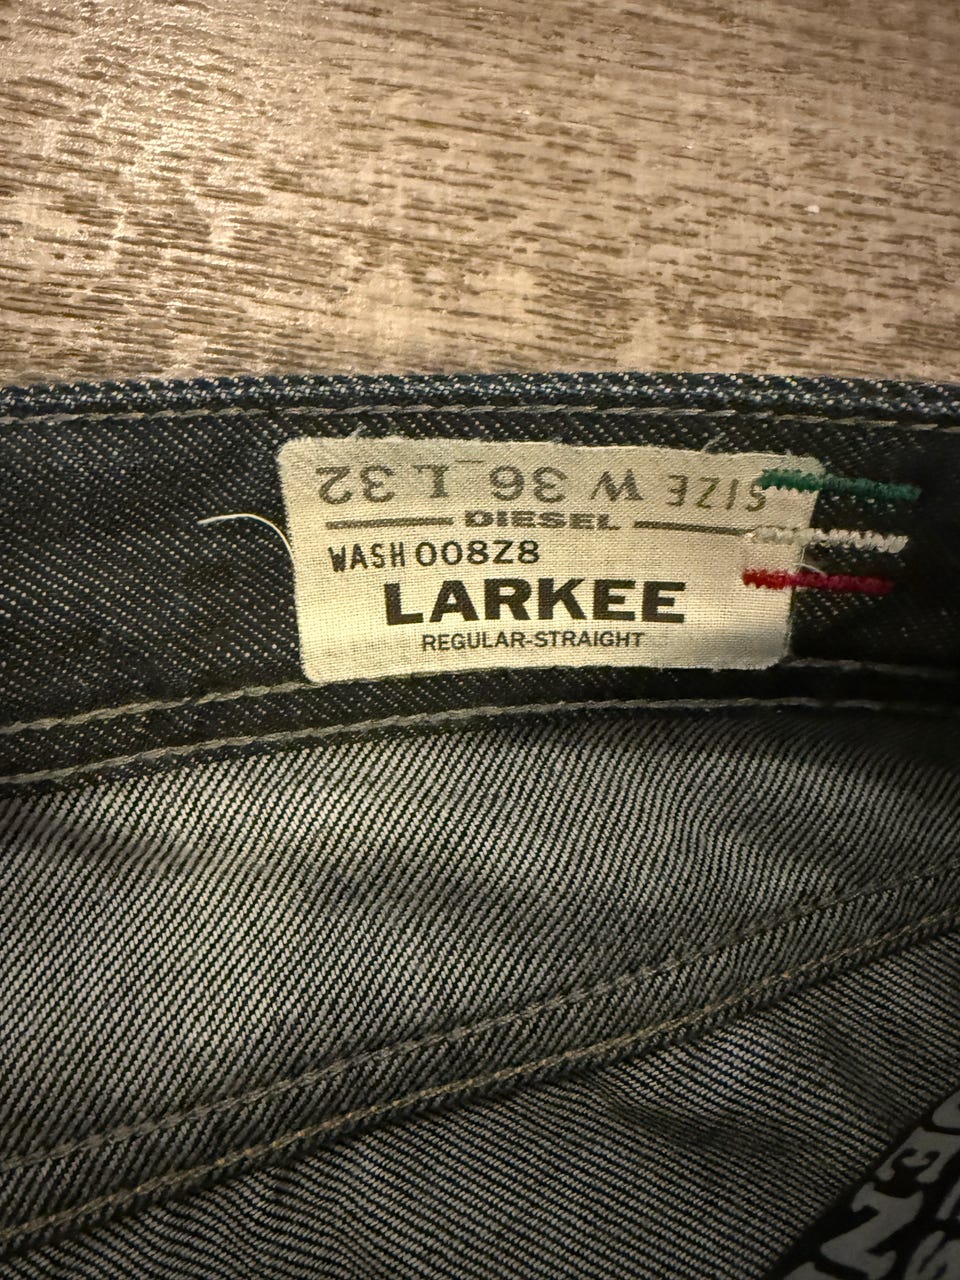 SIZE W 36 L 32
DIESEL
WASH 008Z8
LARKEE
REGULAR-STRAIGHT